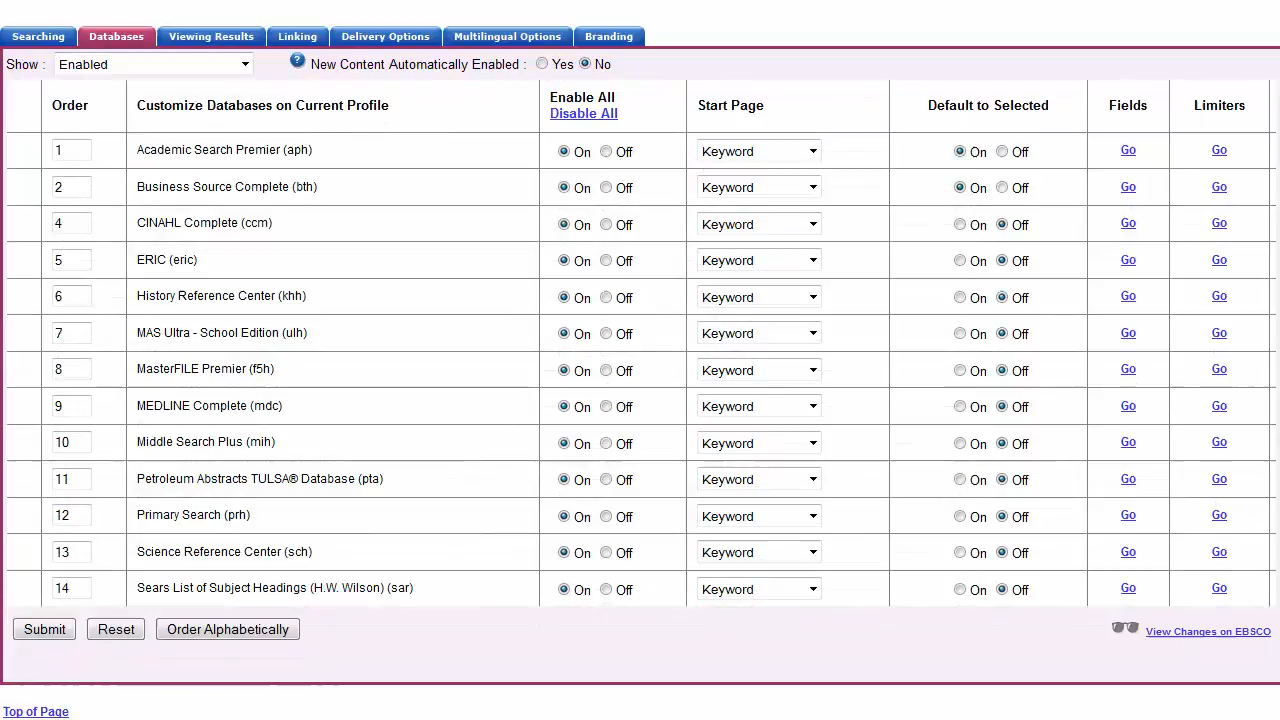 Searching Databases Viewing Results Linking Delivery Options Multilingual Options Branding
Show : Enabled ? New Content Automatically Enabled : Yes No
Order Customize Databases on Current Profile Enable All Disable All Start Page Default to Selected Fields Limiters
1 Academic Search Premier (aph) On Off Keyword On Off Go Go
2 Business Source Complete (bth) On Off Keyword On Off Go Go
4 CINAHL Complete (ccm) On Off Keyword On Off Go Go
5 ERIC (eric) On Off Keyword On Off Go Go
6 History Reference Center (khh) On Off Keyword On Off Go Go
7 MAS Ultra - School Edition (ulh) On Off Keyword On Off Go Go
8 MasterFILE Premier (f5h) On Off Keyword On Off Go Go
9 MEDLINE Complete (mdc) On Off Keyword On Off Go Go
10 Middle Search Plus (mih) On Off Keyword On Off Go Go
11 Petroleum Abstracts TULSA® Database (pta) On Off Keyword On Off Go Go
12 Primary Search (prh) On Off Keyword On Off Go Go
13 Science Reference Center (sch) On Off Keyword On Off Go Go
14 Sears List of Subject Headings (H.W. Wilson) (sar) On Off Keyword On Off Go Go
Submit Reset Order Alphabetically View Changes on EBSCO
Top of Page